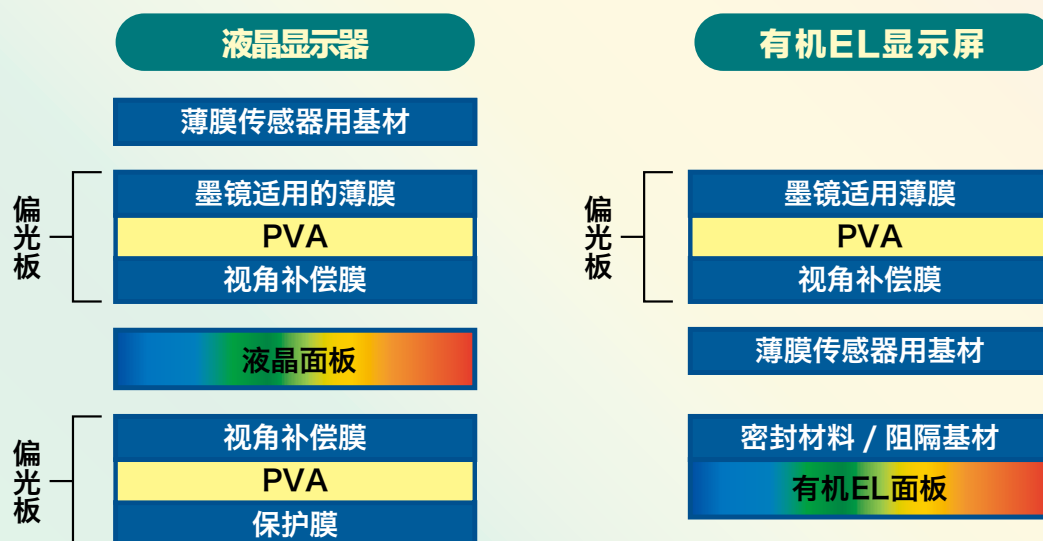 液晶显示器
薄膜传感器用基材
偏光板
墨镜适用的薄膜
PVA
视角补偿膜
液晶面板
偏光板
视角补偿膜
PVA
保护膜
有机EL显示屏
偏光板
墨镜适用薄膜
PVA
视角补偿膜
薄膜传感器用基材
密封材料 / 阻隔基材
有机EL面板